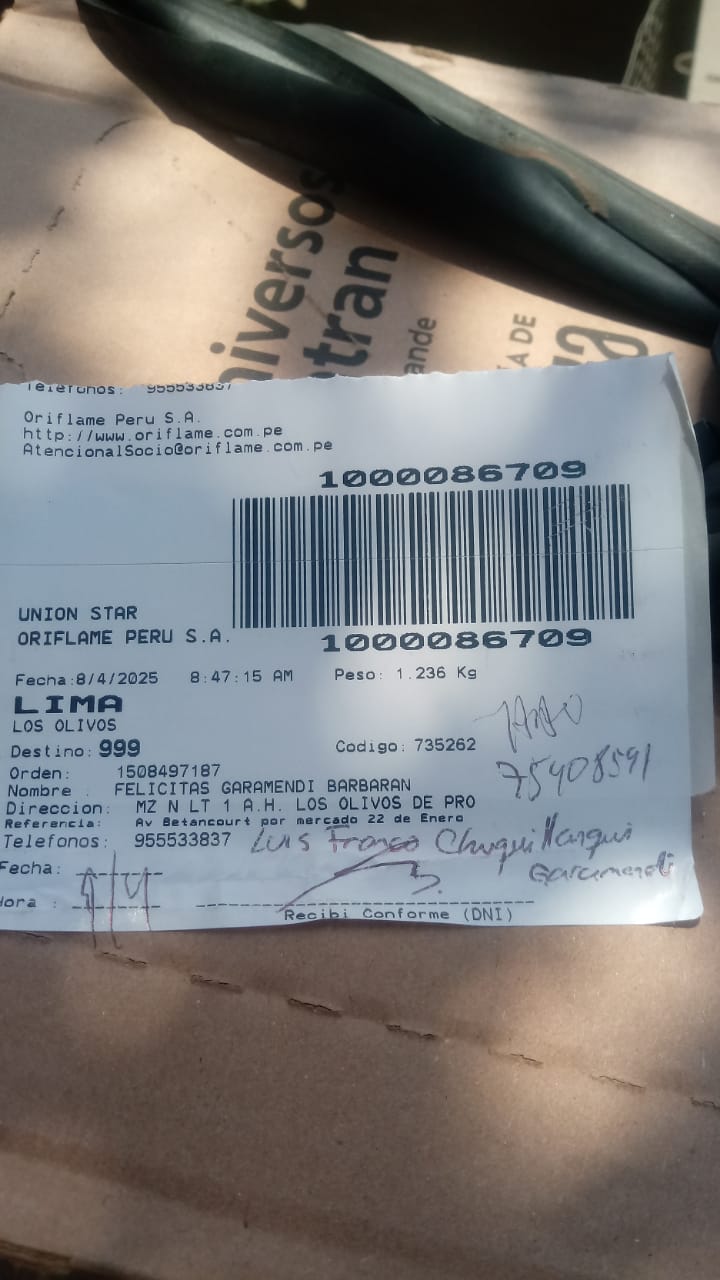 Telefonos: 955533837
Oriflame Peru S.A.
http://www.oriflame.com.pe
AtencionalSocio@oriflame.com.pe
1000086709
UNION STAR
ORIFLAME PERU S.A.
1000086709
Fecha:8/4/2025 8:47:15 AM Peso: 1.236 Kg
LIMA
LOS OLIVOS
Destino: 999 Codigo: 735262
Orden: 1508497187
75408591
Nombre FELICITAS GARAMENDI BARBARAN
Direccion: MZ N LT 1 A.H. LOS OLIVOS DE PRO
Referencia: Av Betancourt por mercado 22 de Enero
Telefonos: 955533837 Luis Franco Chuquillanqui
Garamendi
Fecha:
Hora :
Recibi Conforme (DNI)